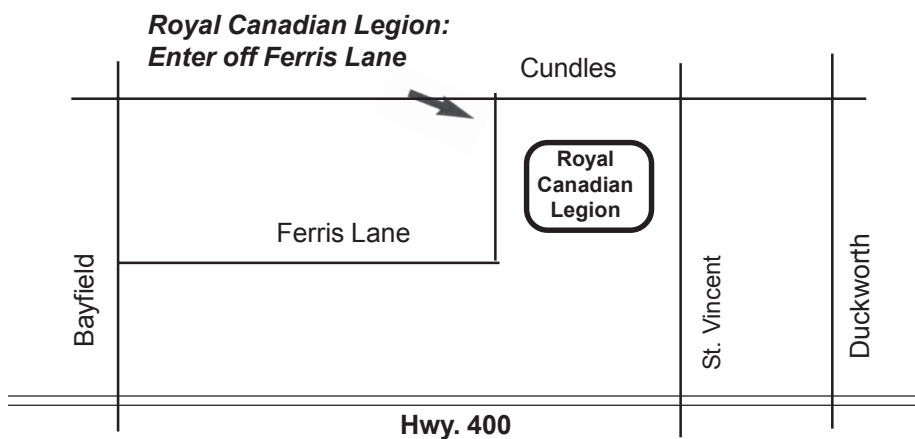 Royal Canadian Legion:
Enter off Ferris Lane
Cundles
Royal
Canadian
Legion
Ferris Lane
Bayfield
St. Vincent
Duckworth
Hwy. 400